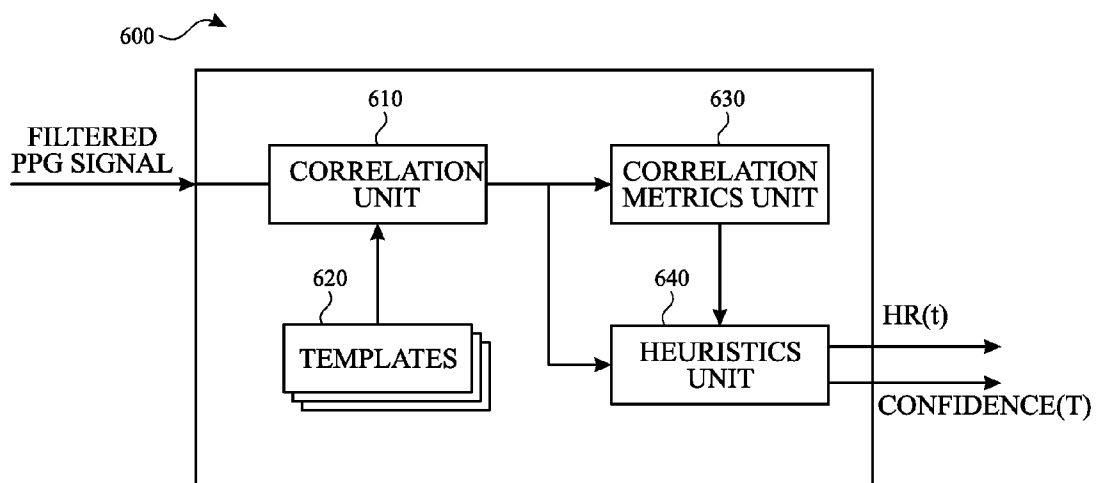 600
FILTERED
PPG SIGNAL
610
CORRELATION
UNIT
630
CORRELATION
METRICS UNIT
620
TEMPLATES
640
HEURISTICS
UNIT
HR(t)
CONFIDENCE(T)